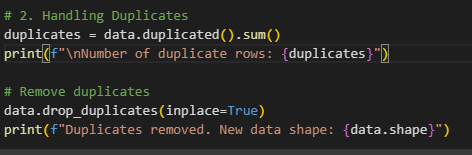 # 2. Handling Duplicates
duplicates = data.duplicated().sum()
print(f"\nNumber of duplicate rows: {duplicates}")
# Remove duplicates
data.drop_duplicates(inplace=True)
print(f"Duplicates removed. New data shape: {data.shape}")